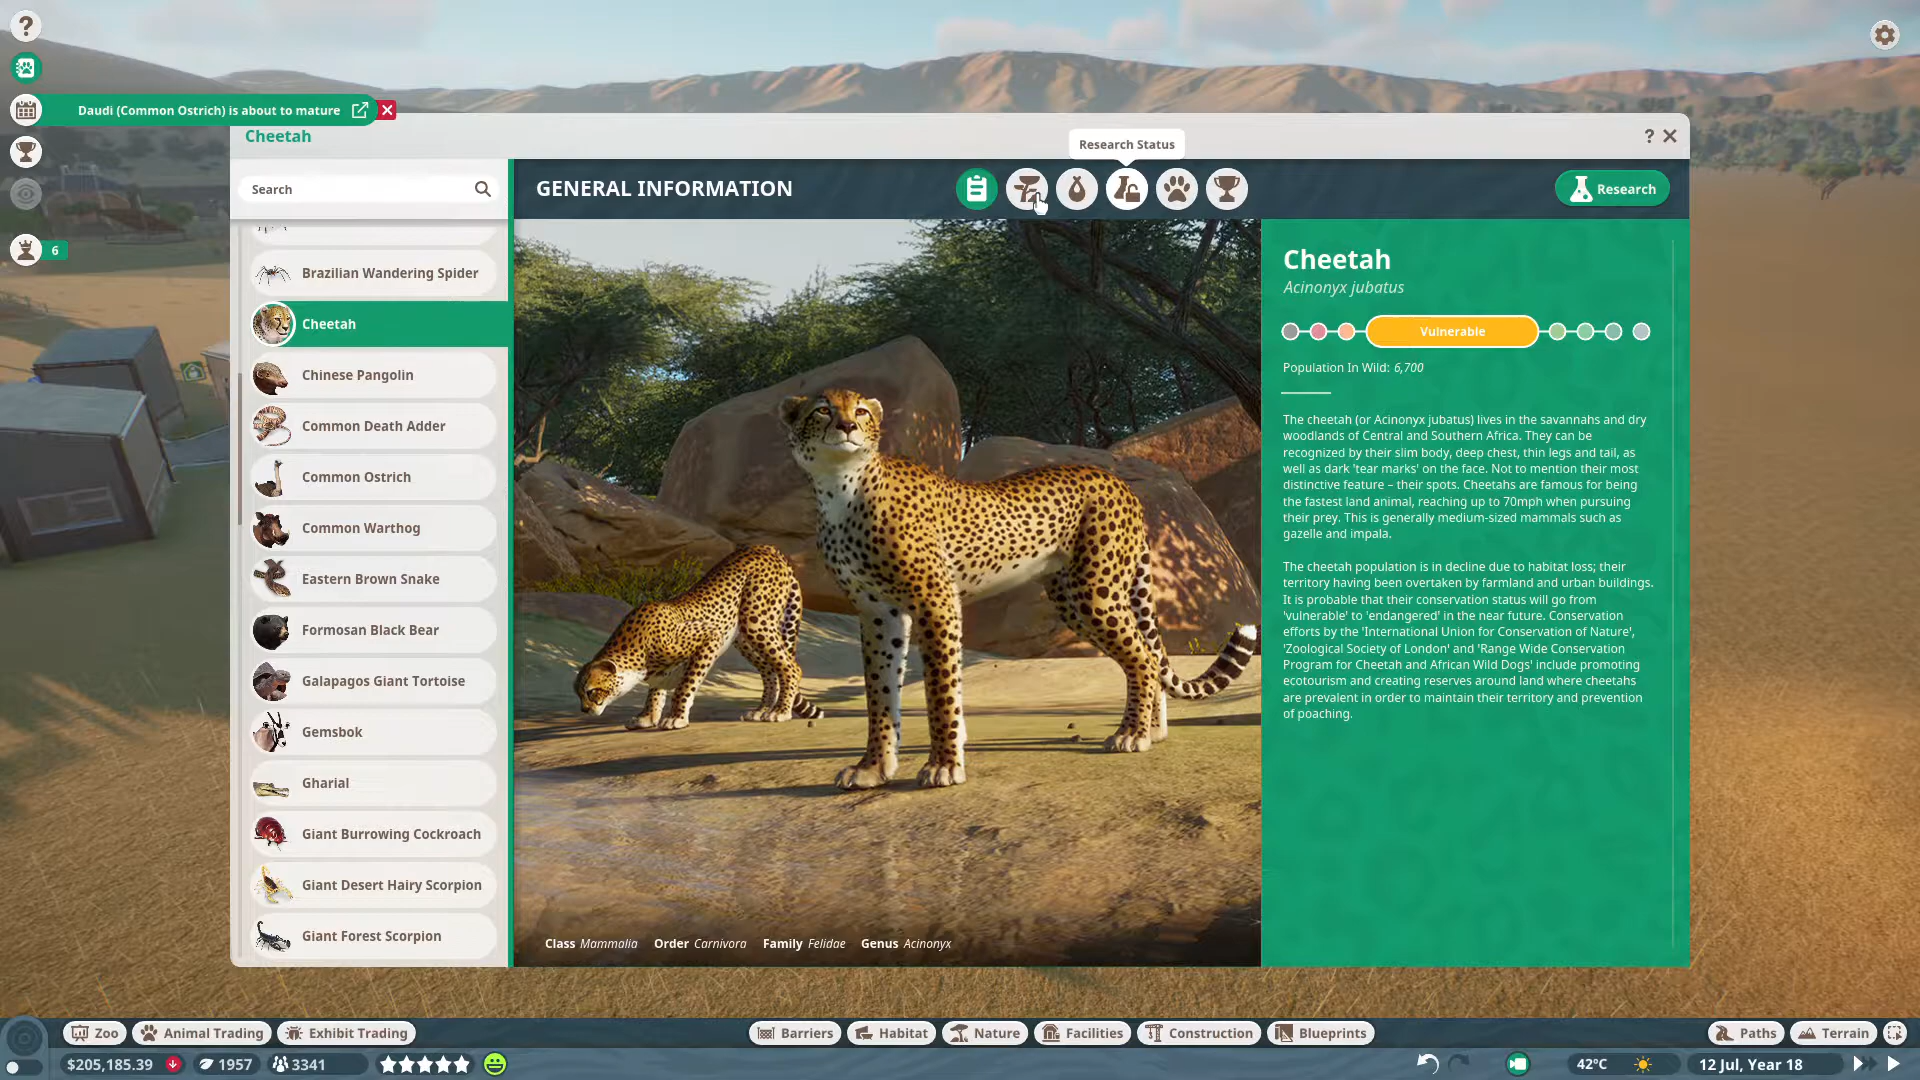 ?
Daudi (Common Ostrich) is about to mature
6
Cheetah
? 
Research Status
Search
GENERAL INFORMATION
Research
Brazilian Wandering Spider
Cheetah
Chinese Pangolin
Common Death Adder
Common Ostrich
Common Warthog
Eastern Brown Snake
Formosan Black Bear
Galapagos Giant Tortoise
Gemsbok
Gharial
Giant Burrowing Cockroach
Giant Desert Hairy Scorpion
Giant Forest Scorpion
Class Mammalia Order Carnivora Family Felidae Genus Acinonyx
Cheetah
Acinonyx jubatus
Vulnerable
Population In Wild: 6,700
The cheetah (or Acinonyx jubatus) lives in the savannahs and dry
woodlands of Central and Southern Africa. They can be
recognized by their slim body, deep chest, thin legs and tail, as
well as dark 'tear marks' on the face. Not to mention their most
distinctive feature – their spots. Cheetahs are famous for being
the fastest land animal, reaching up to 70mph when pursuing
their prey. This is generally medium-sized mammals such as
gazelle and impala.
The cheetah population is in decline due to habitat loss; their
territory having been overtaken by farmland and urban buildings.
It is probable that their conservation status will go from
'vulnerable' to 'endangered' in the near future. Conservation
efforts by the 'International Union for Conservation of Nature',
'Zoological Society of London' and 'Range Wide Conservation
Program for Cheetah and African Wild Dogs' include promoting
ecotourism and creating reserves around land where cheetahs
are prevalent in order to maintain their territory and prevention
of poaching.
Zoo
Animal Trading
Exhibit Trading
Barriers
Habitat
Nature
Facilities
Construction
Blueprints
Paths
Terrain
$205,185.39
1957
3341
42°C
12 Jul, Year 18